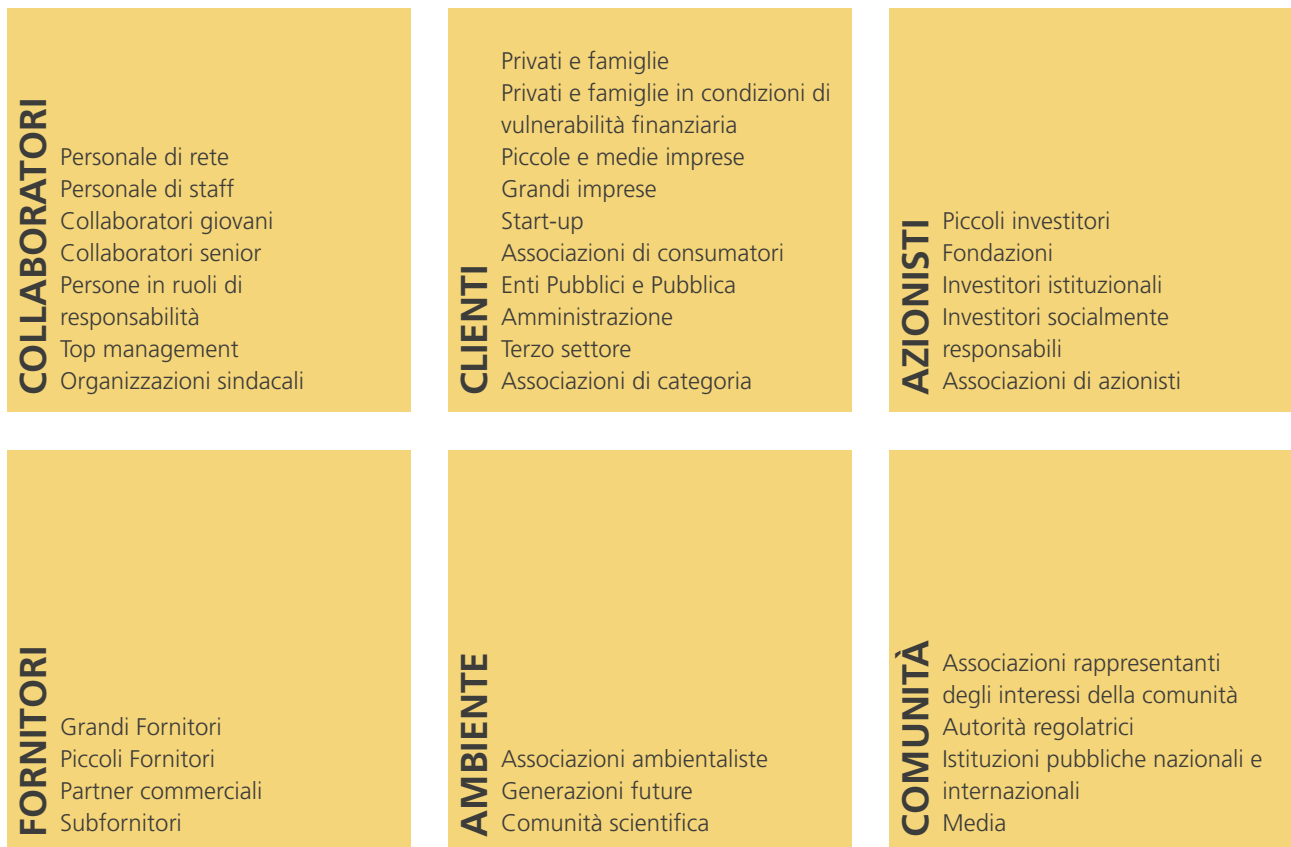 COLLABORATORI
Personale di rete
Personale di staff
Collaboratori giovani
Collaboratori senior
Persone in ruoli di
responsabilità
Top management
Organizzazioni sindacali
CLIENTI
Privati e famiglie
Privati e famiglie in condizioni di
vulnerabilità finanziaria
Piccole e medie imprese
Grandi imprese
Start-up
Associazioni di consumatori
Enti Pubblici e Pubblica
Amministrazione
Terzo settore
Associazioni di categoria
AZIONISTI
Piccoli investitori
Fondazioni
Investitori istituzionali
Investitori socialmente
responsabili
Associazioni di azionisti
FORNITORI
Grandi Fornitori
Piccoli Fornitori
Partner commerciali
Subfornitori
AMBIENTE
Associazioni ambientaliste
Generazioni future
Comunità scientifica
COMUNITÀ
Associazioni rappresentanti
degli interessi della comunità
Autorità regolatrici
Istituzioni pubbliche nazionali e
internazionali
Media